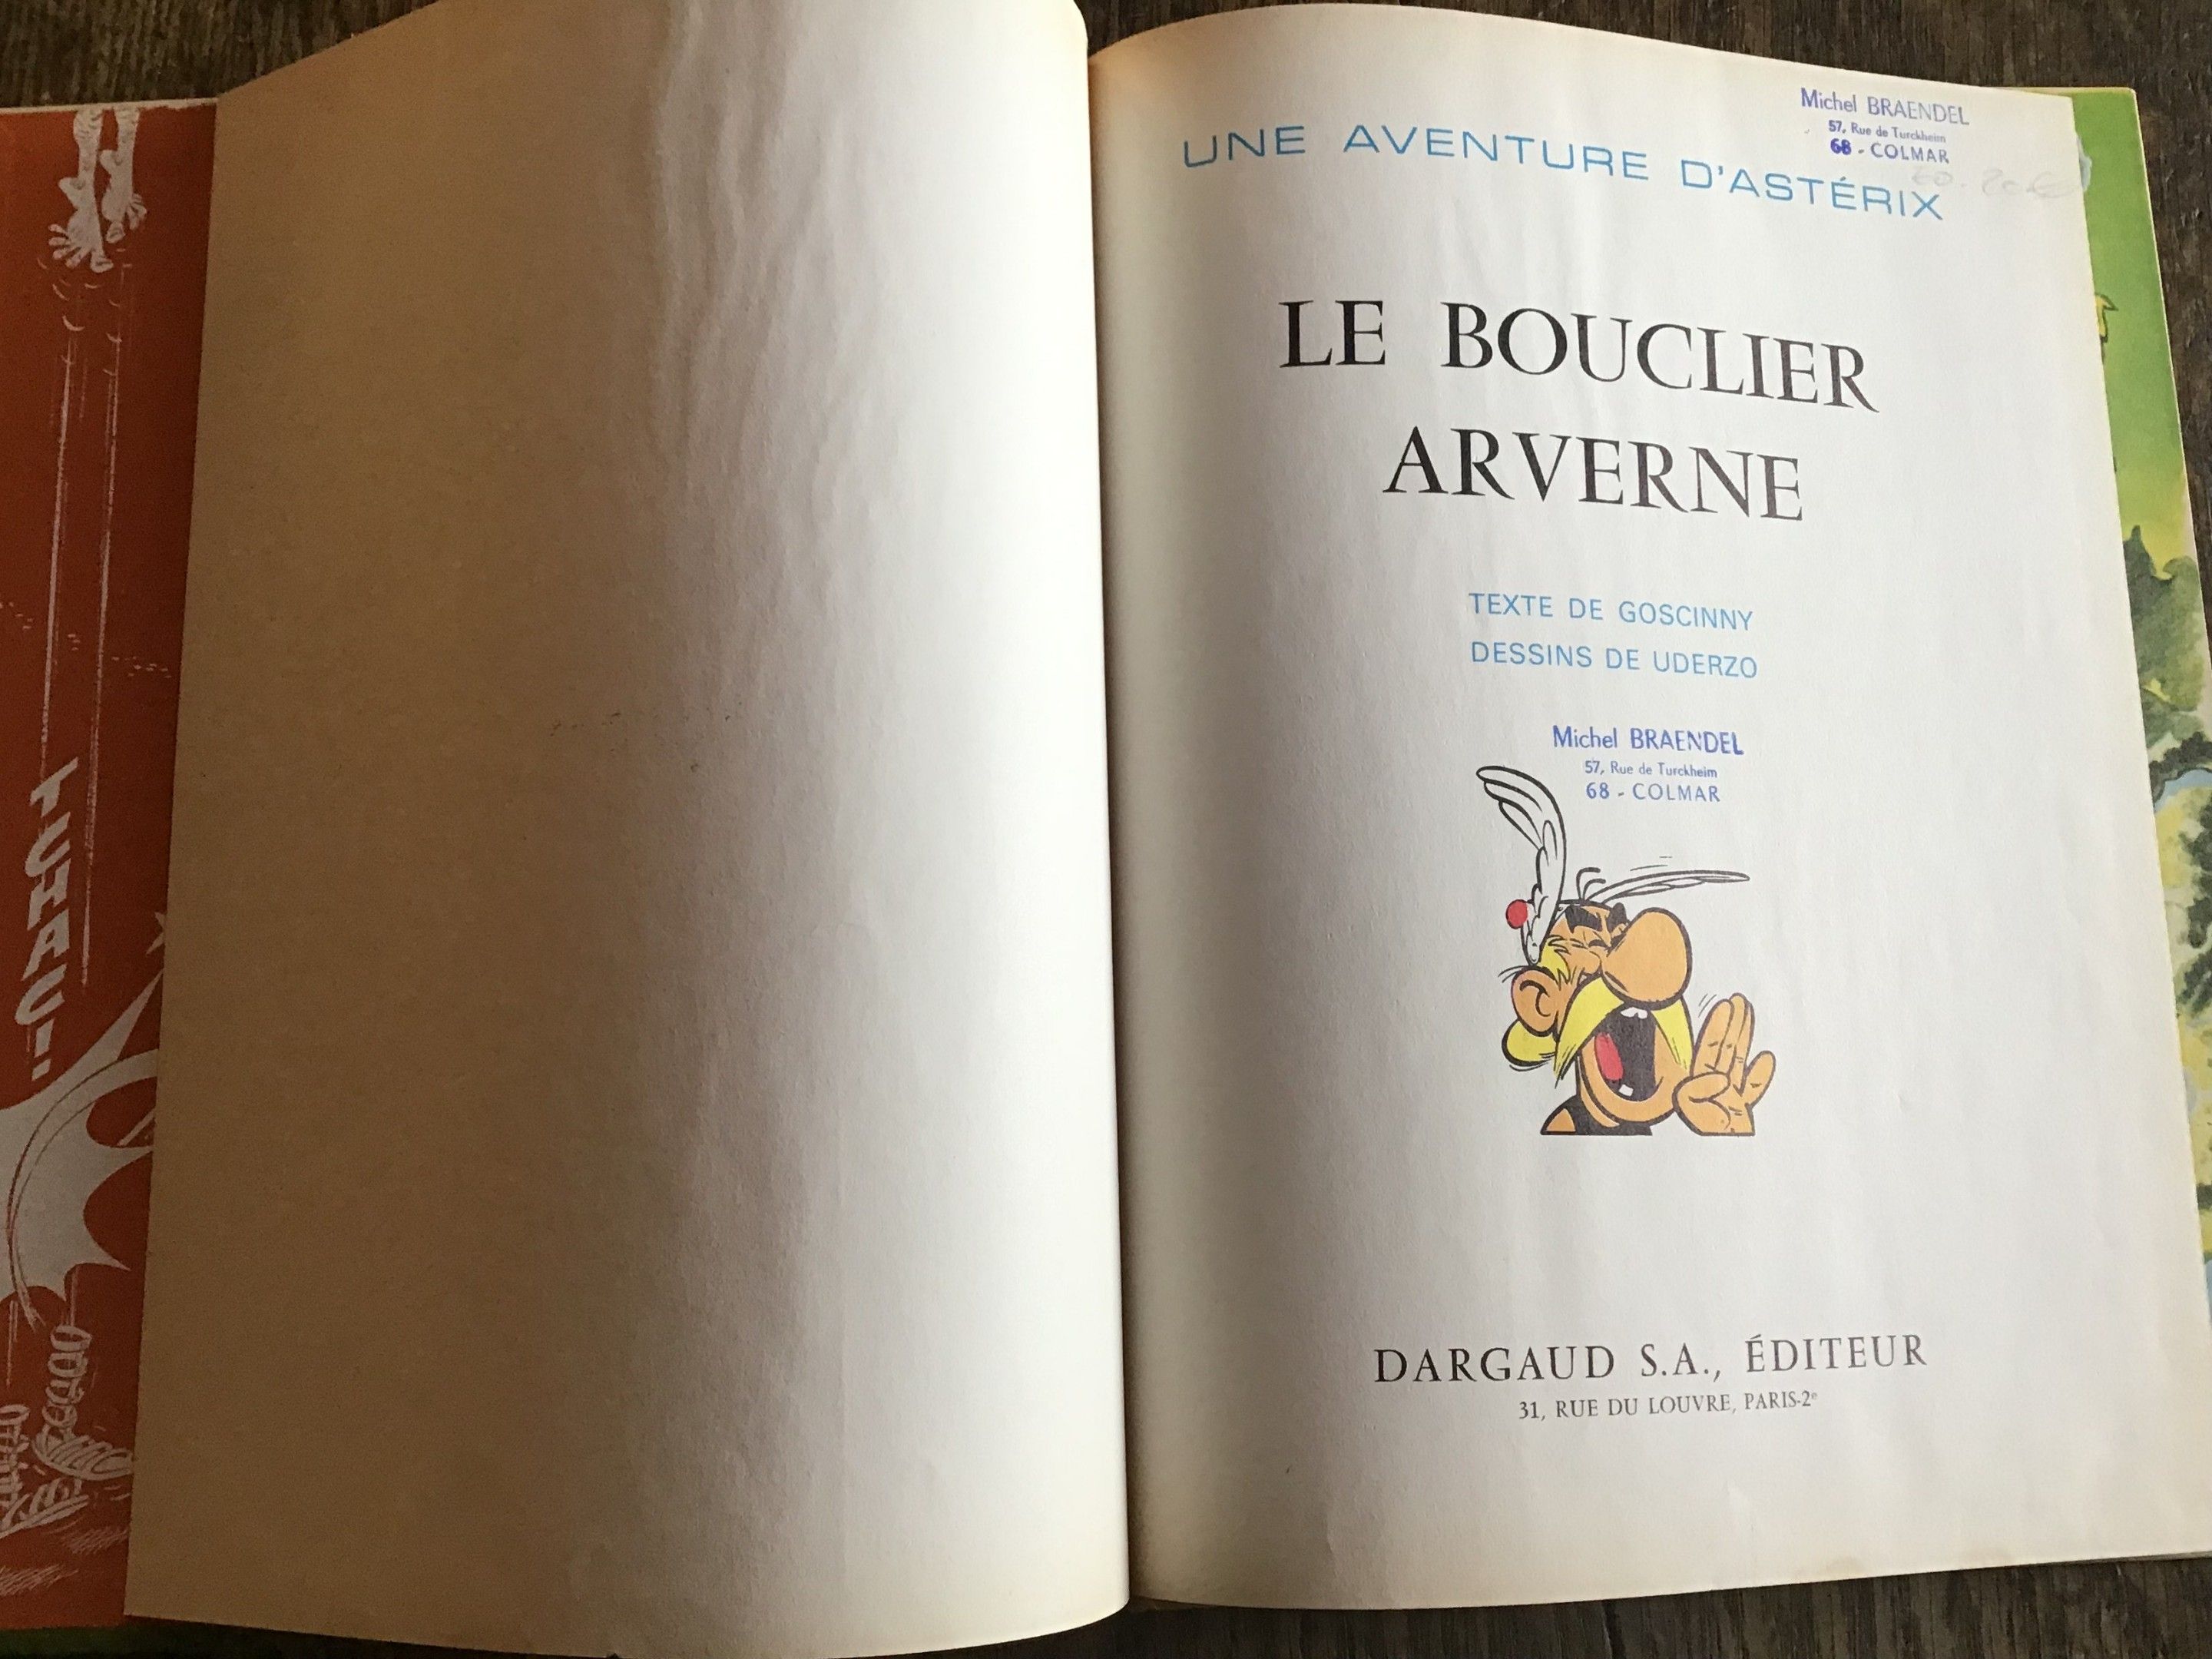 TCHAC!
Michel BRAENDEL
57, Rue de Turckheim
68 - COLMAR
UNE AVENTURE D'ASTÉRIX
LE BOUCLIER
ARVERNE
TEXTE DE GOSCINNY
DESSINS DE UDERZO
Michel BRAENDEL
57, Rue de Turckheim
68 - COLMAR
DARGAUD S.A., ÉDITEUR
31, RUE DU LOUVRE, PARIS-2e